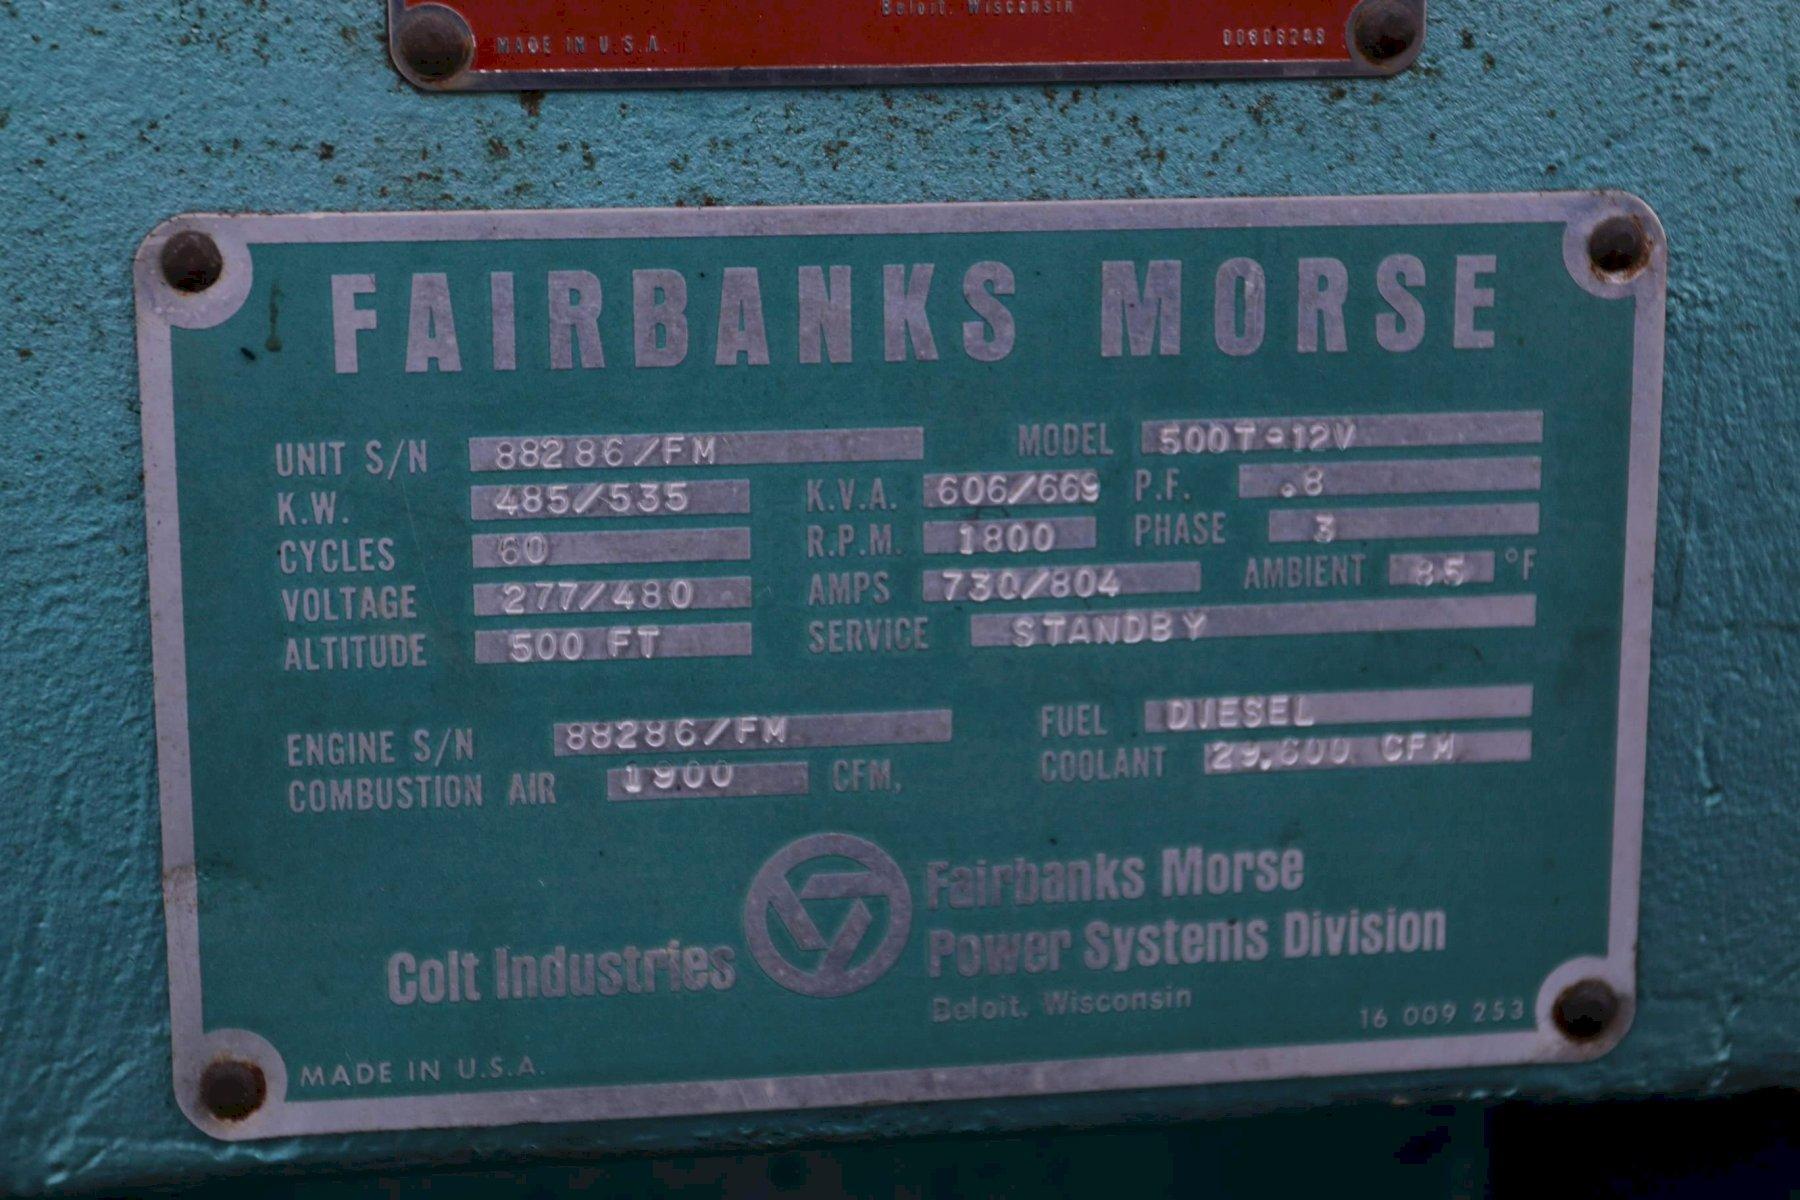 Beloit, Wisconsin
MADE IN U.S.A.
FAIRBANKS MORSE
UNIT S/N 88286/FM MODEL 500T-12V
K.W. 485/535 K.V.A. 606/669 P.F. .8
CYCLES 60 R.P.M. 1800 PHASE 3
VOLTAGE 277/480 AMPS 730/804 AMBIENT 85 °F
ALTITUDE 500 FT SERVICE STANDBY
ENGINE S/N 88286/FM FUEL DIESEL
COMBUSTION AIR 1900 CFM, COOLANT 29,600 CFM
Colt Industries
Fairbanks Morse
Power Systems Division
Beloit, Wisconsin
MADE IN U.S.A.
16 009 253